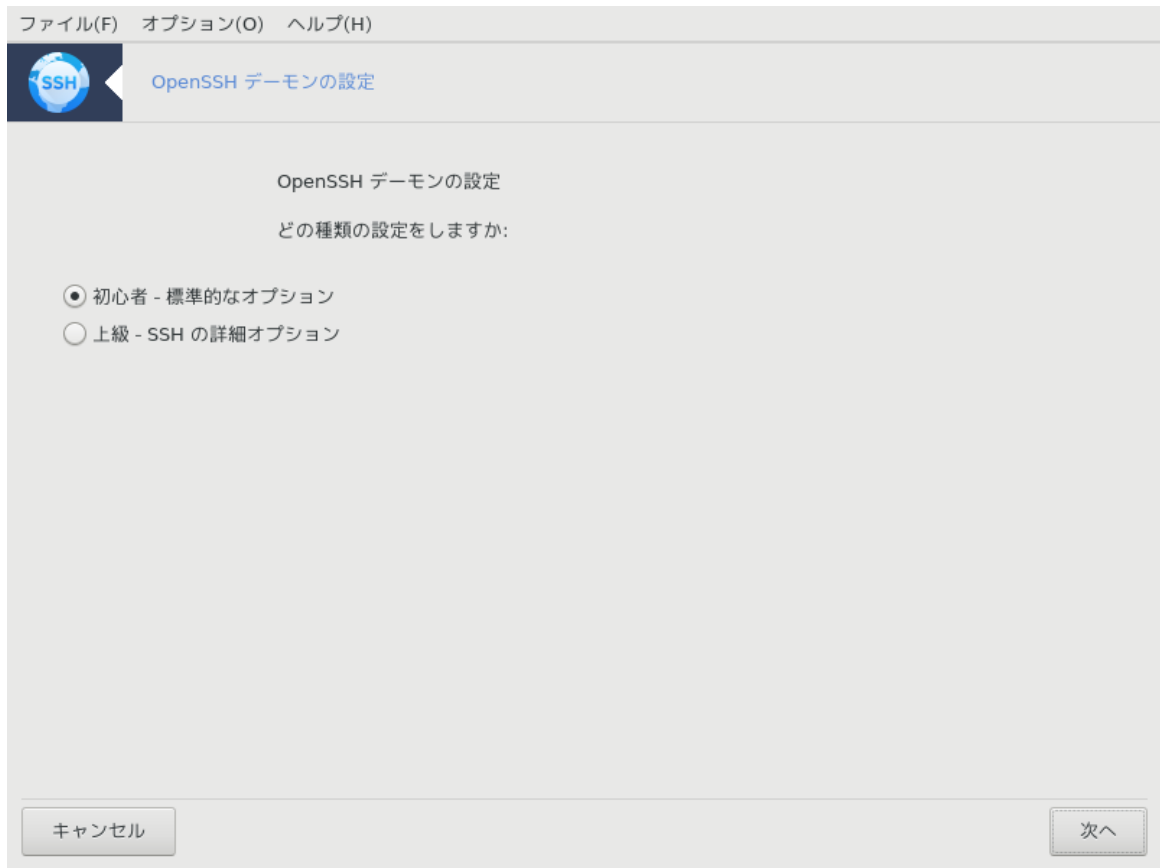 ファイル(F) オプション(O) ヘルプ(H)
SSH
OpenSSH デーモンの設定
OpenSSH デーモンの設定
どの種類の設定をしますか:
初心者 - 標準的なオプション
上級 - SSH の詳細オプション
キャンセル
次へ